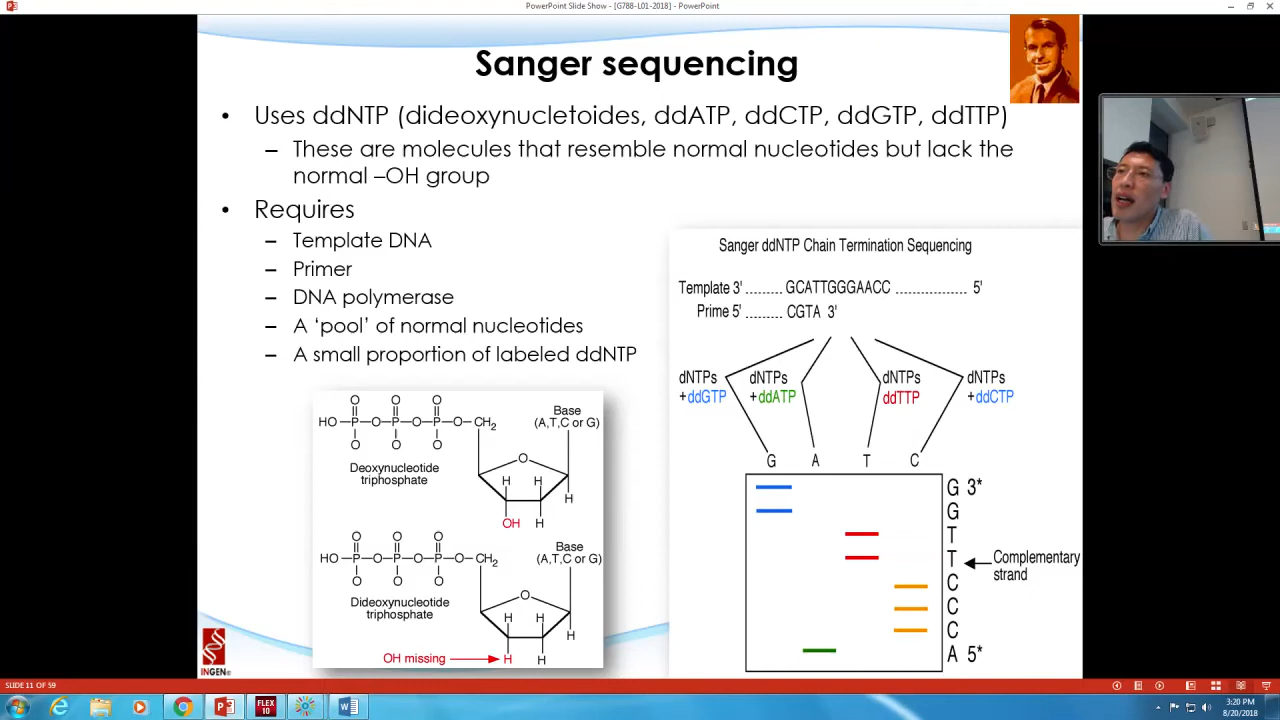 PowerPoint Slide Show - [G788-L01-2018] - PowerPoint
Sanger sequencing
• Uses ddNTP (dideoxynucletoides, ddATP, ddCTP, ddGTP, ddTTP)
– These are molecules that resemble normal nucleotides but lack the
normal –OH group
• Requires
– Template DNA
– Primer
– DNA polymerase
– A ‘pool’ of normal nucleotides
– A small proportion of labeled ddNTP
O O O
HO P O P O P O CH2
O O O
Base
(A,T,C or G)
Deoxynucleotide
triphosphate
O
H H
H
OH H
O O O
HO P O P O P O CH2
O O O
Base
(A,T,C or G)
Dideoxynucleotide
triphosphate
O
H H
H
OH missing H H
Sanger ddNTP Chain Termination Sequencing
Template 3' ......... GCATTGGGAACC .................. 5'
Prime 5' ......... CGTA 3'
dNTPs dNTPs dNTPs dNTPs
+ddGTP +ddATP ddTTP +ddCTP
G A T C
G 3*
G
T
T
C
C
C
A 5*
Complementary
strand
INGEN®
SLIDE 11 OF 59
FLEX
10
3:20 PM
8/20/2018